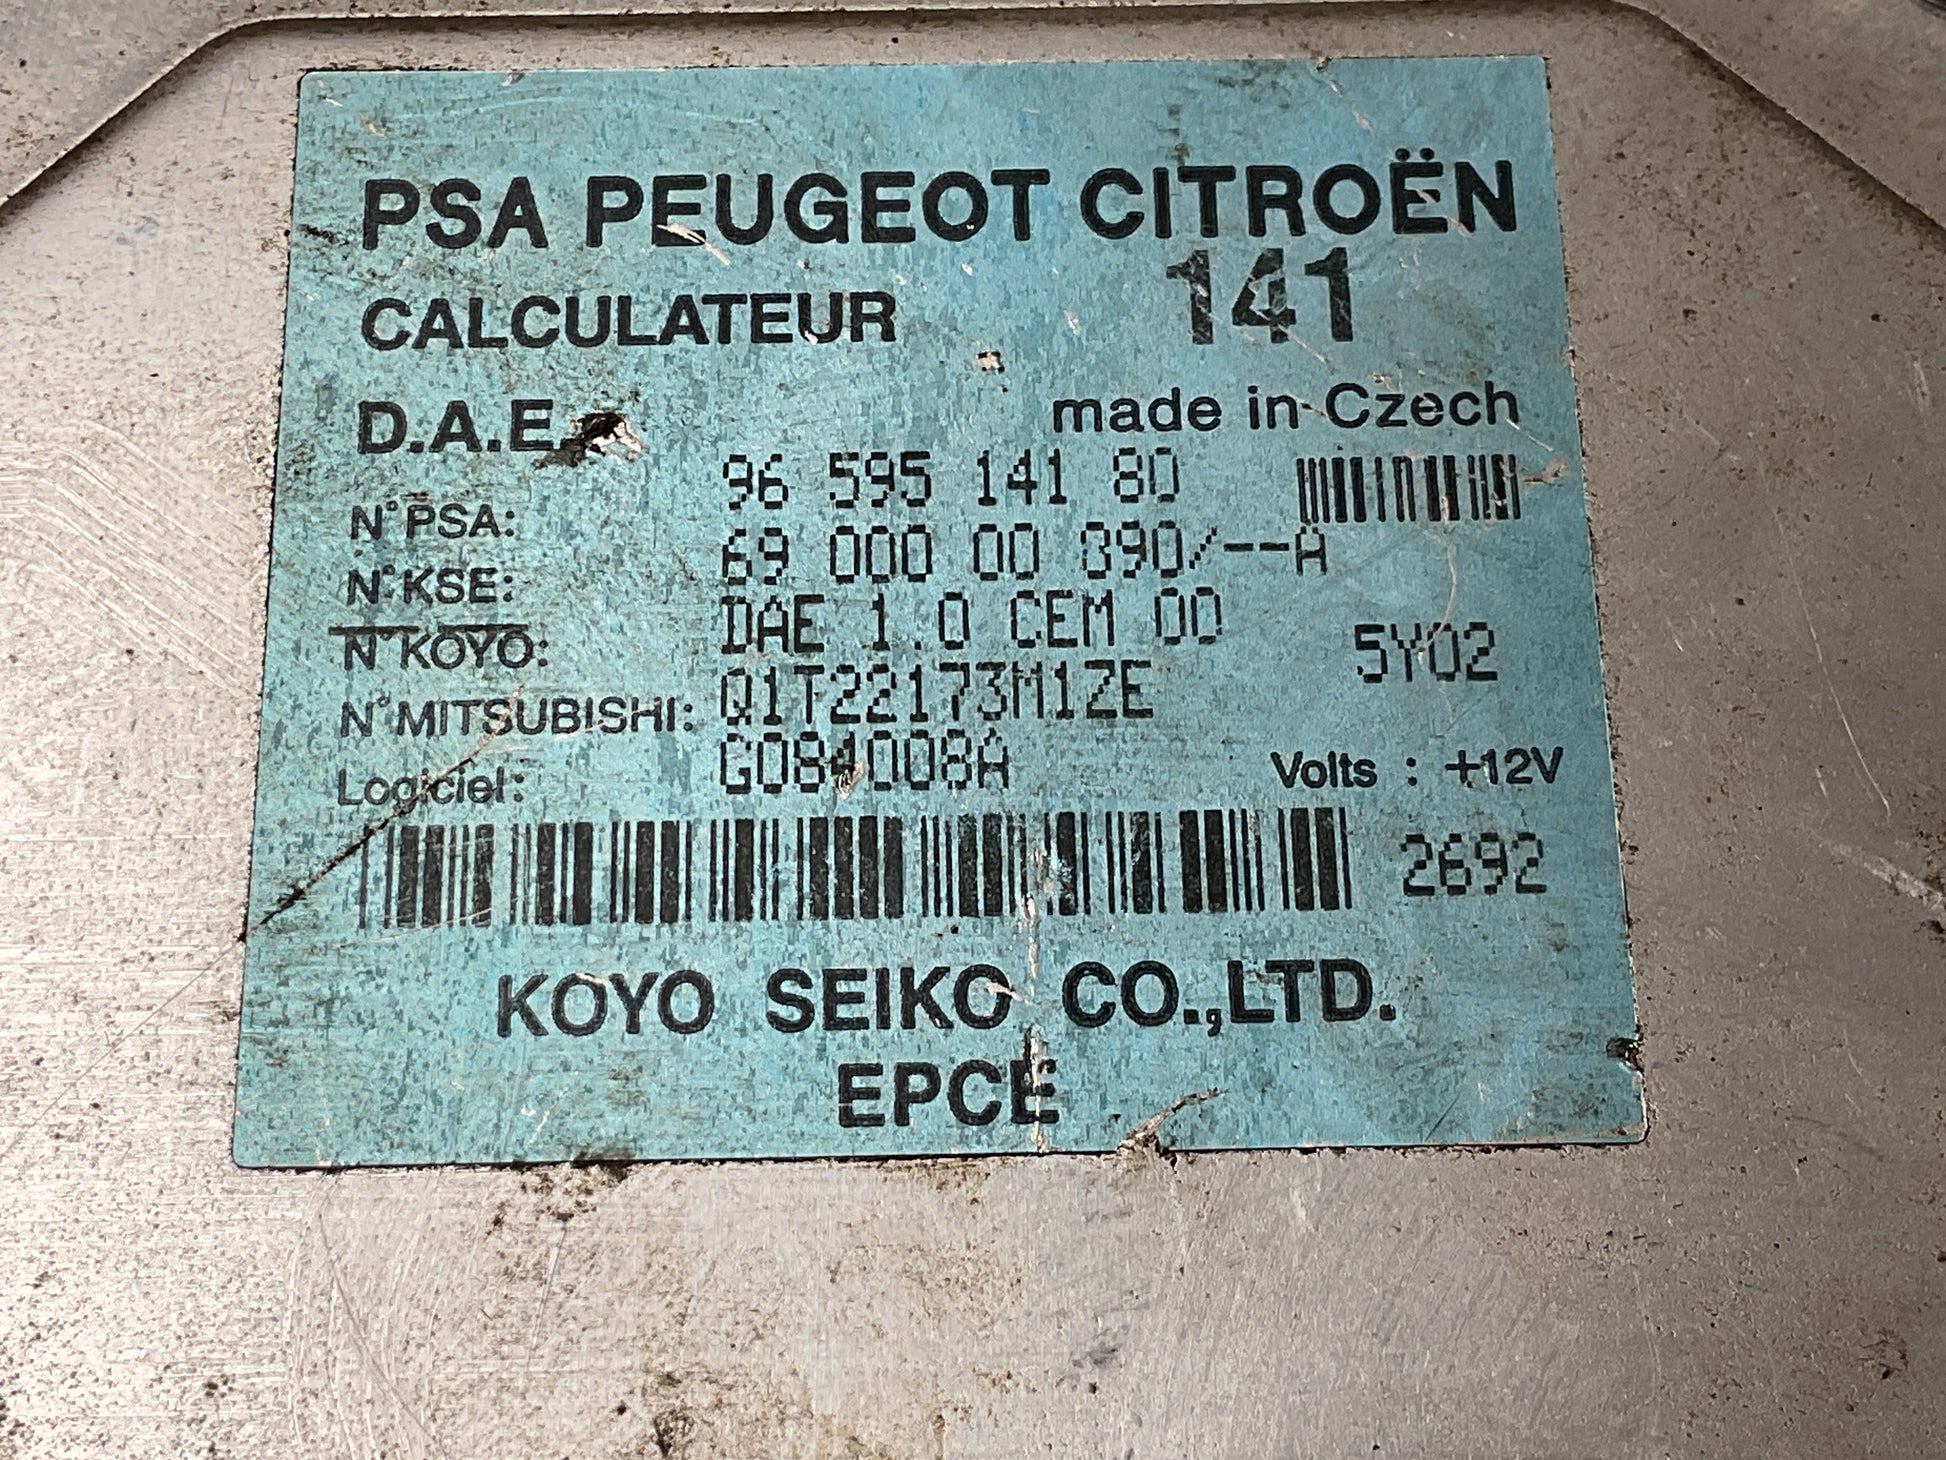 PSA PEUGEOT CITROËN
CALCULATEUR 141
D.A.E. made in Czech
N°PSA: 96 595 141 80
N°KSE: 69 000 00 390/--A
N°KOYO: DAE 1.0 CEM 00 5Y02
N°MITSUBISHI: Q1T22173M1ZE
Logiciel: G084008A Volts : +12V
2692
KOYO SEIKO CO.,LTD.
EPCE